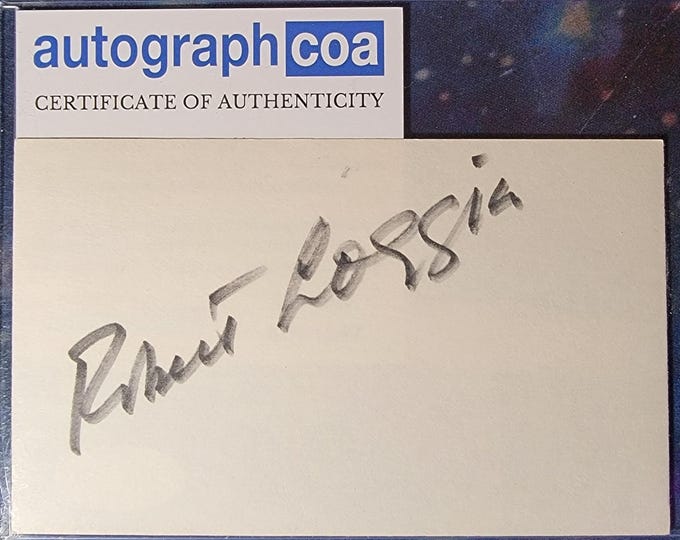 autographcoa
CERTIFICATE OF AUTHENTICITY
Robert Loggia